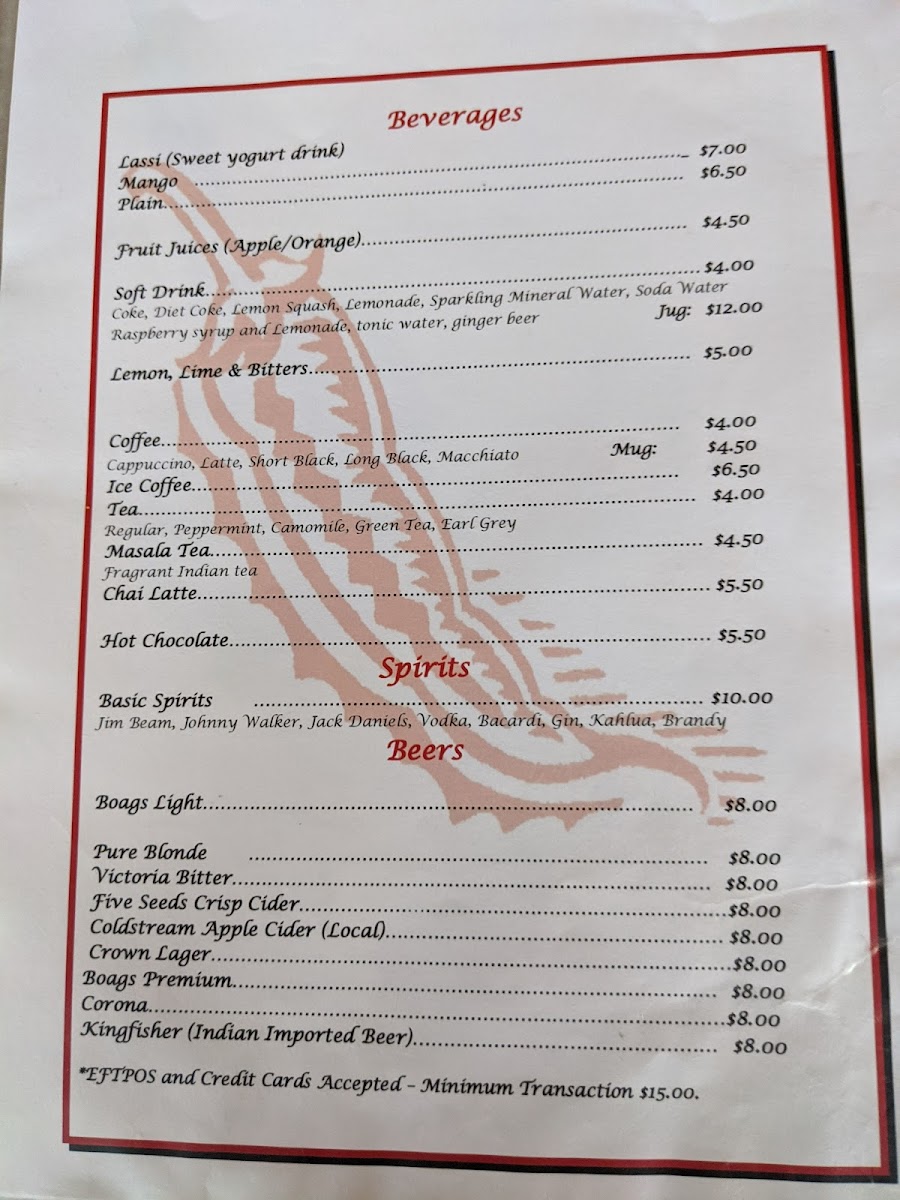 Beverages
Lassi (Sweet yogurt drink)
Mango ........................................ $7.00
Plain........................................ $6.50
Fruit Juices (Apple/Orange)........................................ $4.50
Soft Drink........................................ $4.00
Coke, Diet Coke, Lemon Squash, Lemonade, Sparkling Mineral Water, Soda Water
Raspberry syrup and Lemonade, tonic water, ginger beer Jug: $12.00
Lemon, Lime & Bitters........................................ $5.00
Coffee........................................ $4.00
Cappuccino, Latte, Short Black, Long Black, Macchiato Mug: $4.50
Ice Coffee........................................ $6.50
Tea........................................ $4.00
Regular, Peppermint, Camomile, Green Tea, Earl Grey
Masala Tea........................................ $4.50
Fragrant Indian tea
Chai Latte........................................ $5.50
Hot Chocolate........................................ $5.50
Spirits
Basic Spirits ........................................ $10.00
Jim Beam, Johnny Walker, Jack Daniels, Vodka, Bacardi, Gin, Kahlua, Brandy
Beers
Boags Light........................................ $8.00
Pure Blonde ........................................ $8.00
Victoria Bitter........................................ $8.00
Five Seeds Crisp Cider........................................$8.00
Coldstream Apple Cider (Local)........................................ $8.00
Crown Lager........................................$8.00
Boags Premium........................................ $8.00
Corona........................................$8.00
Kingfisher (Indian Imported Beer)........................................ $8.00
*EFTPOS and Credit Cards Accepted – Minimum Transaction $15.00.